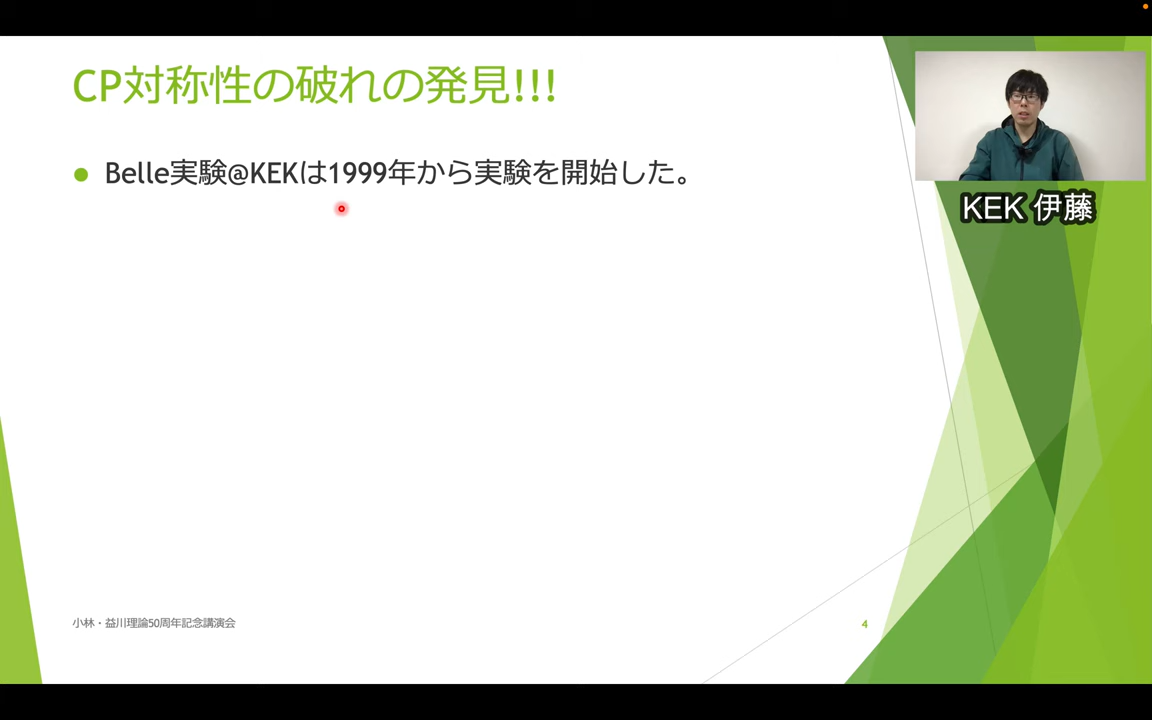 CP対称性の破れの発見!!!
Belle実験@KEKは1999年から実験を開始した。
KEK 伊藤
小林・益川理論50周年記念講演会
4